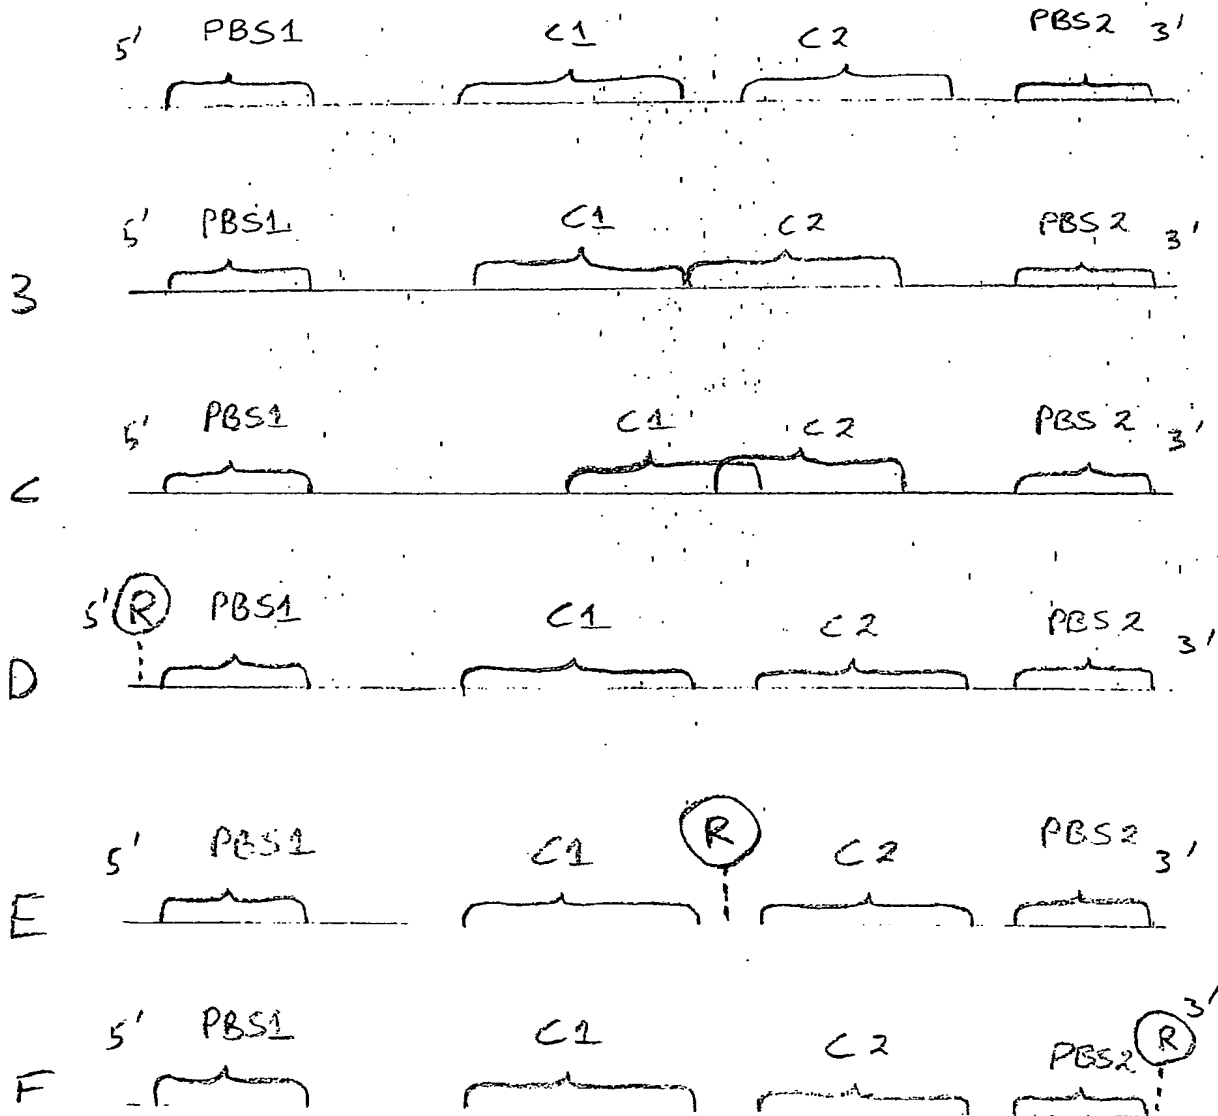 5' PBS1 C1 C2 PBS2 3'
3 5' PBS1 C1 C2 PBS2 3'
C 5' PBS1 C1 C2 PBS2 3'
D 5' R PBS1 C1 C2 PBS2 3'
E 5' PBS1 C1 R C2 PBS2 3'
F 5' PBS1 C1 C2 PBS2 R 3'